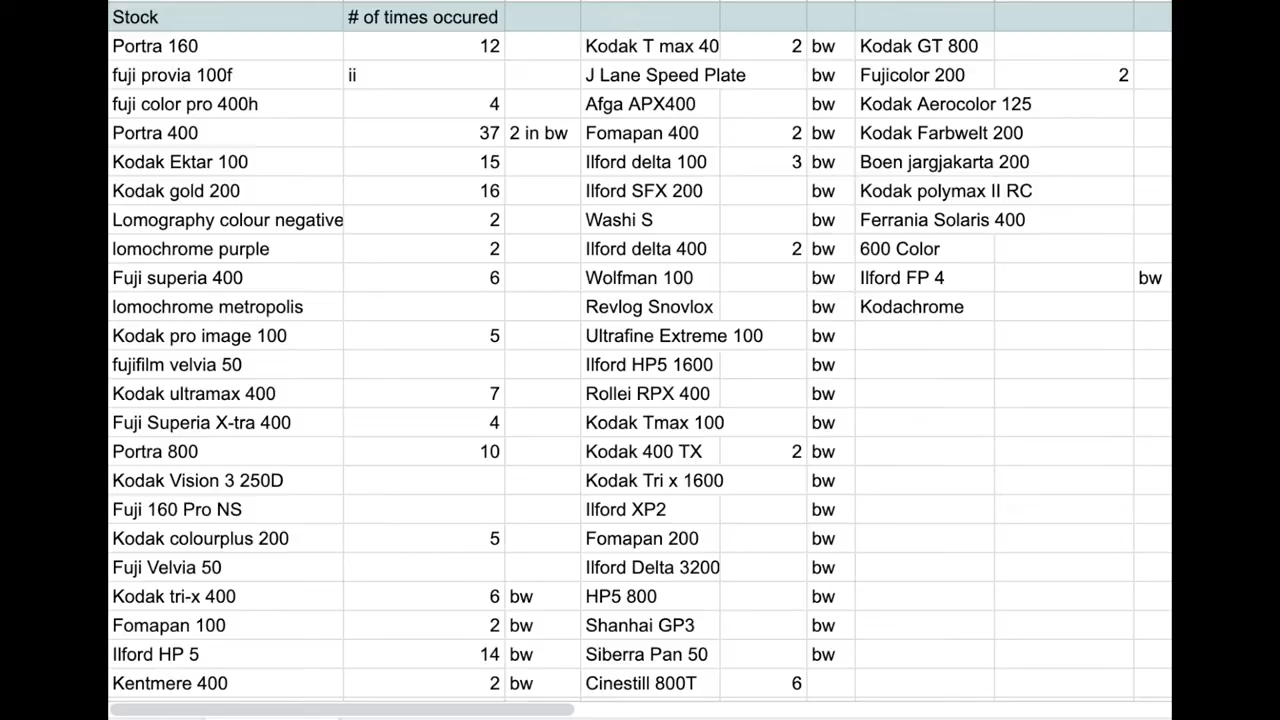 Stock # of times occured
Portra 160 12 Kodak T max 40 2 bw Kodak GT 800
fuji provia 100f ii J Lane Speed Plate bw Fujicolor 200 2
fuji color pro 400h 4 Afga APX400 bw Kodak Aerocolor 125
Portra 400 37 2 in bw Fomapan 400 2 bw Kodak Farbwelt 200
Kodak Ektar 100 15 Ilford delta 100 3 bw Boen jargjakarta 200
Kodak gold 200 16 Ilford SFX 200 bw Kodak polymax II RC
Lomography colour negative 2 Washi S bw Ferrania Solaris 400
lomochrome purple 2 Ilford delta 400 2 bw 600 Color
Fuji superia 400 6 Wolfman 100 bw Ilford FP 4 bw
lomochrome metropolis Revlog Snovlox bw Kodachrome
Kodak pro image 100 5 Ultrafine Extreme 100 bw
fujifilm velvia 50 Ilford HP5 1600 bw
Kodak ultramax 400 7 Rollei RPX 400 bw
Fuji Superia X-tra 400 4 Kodak Tmax 100 bw
Portra 800 10 Kodak 400 TX 2 bw
Kodak Vision 3 250D Kodak Tri x 1600 bw
Fuji 160 Pro NS Ilford XP2 bw
Kodak colourplus 200 5 Fomapan 200 bw
Fuji Velvia 50 Ilford Delta 3200 bw
Kodak tri-x 400 6 bw HP5 800 bw
Fomapan 100 2 bw Shanhai GP3 bw
Ilford HP 5 14 bw Siberra Pan 50 bw
Kentmere 400 2 bw Cinestill 800T 6